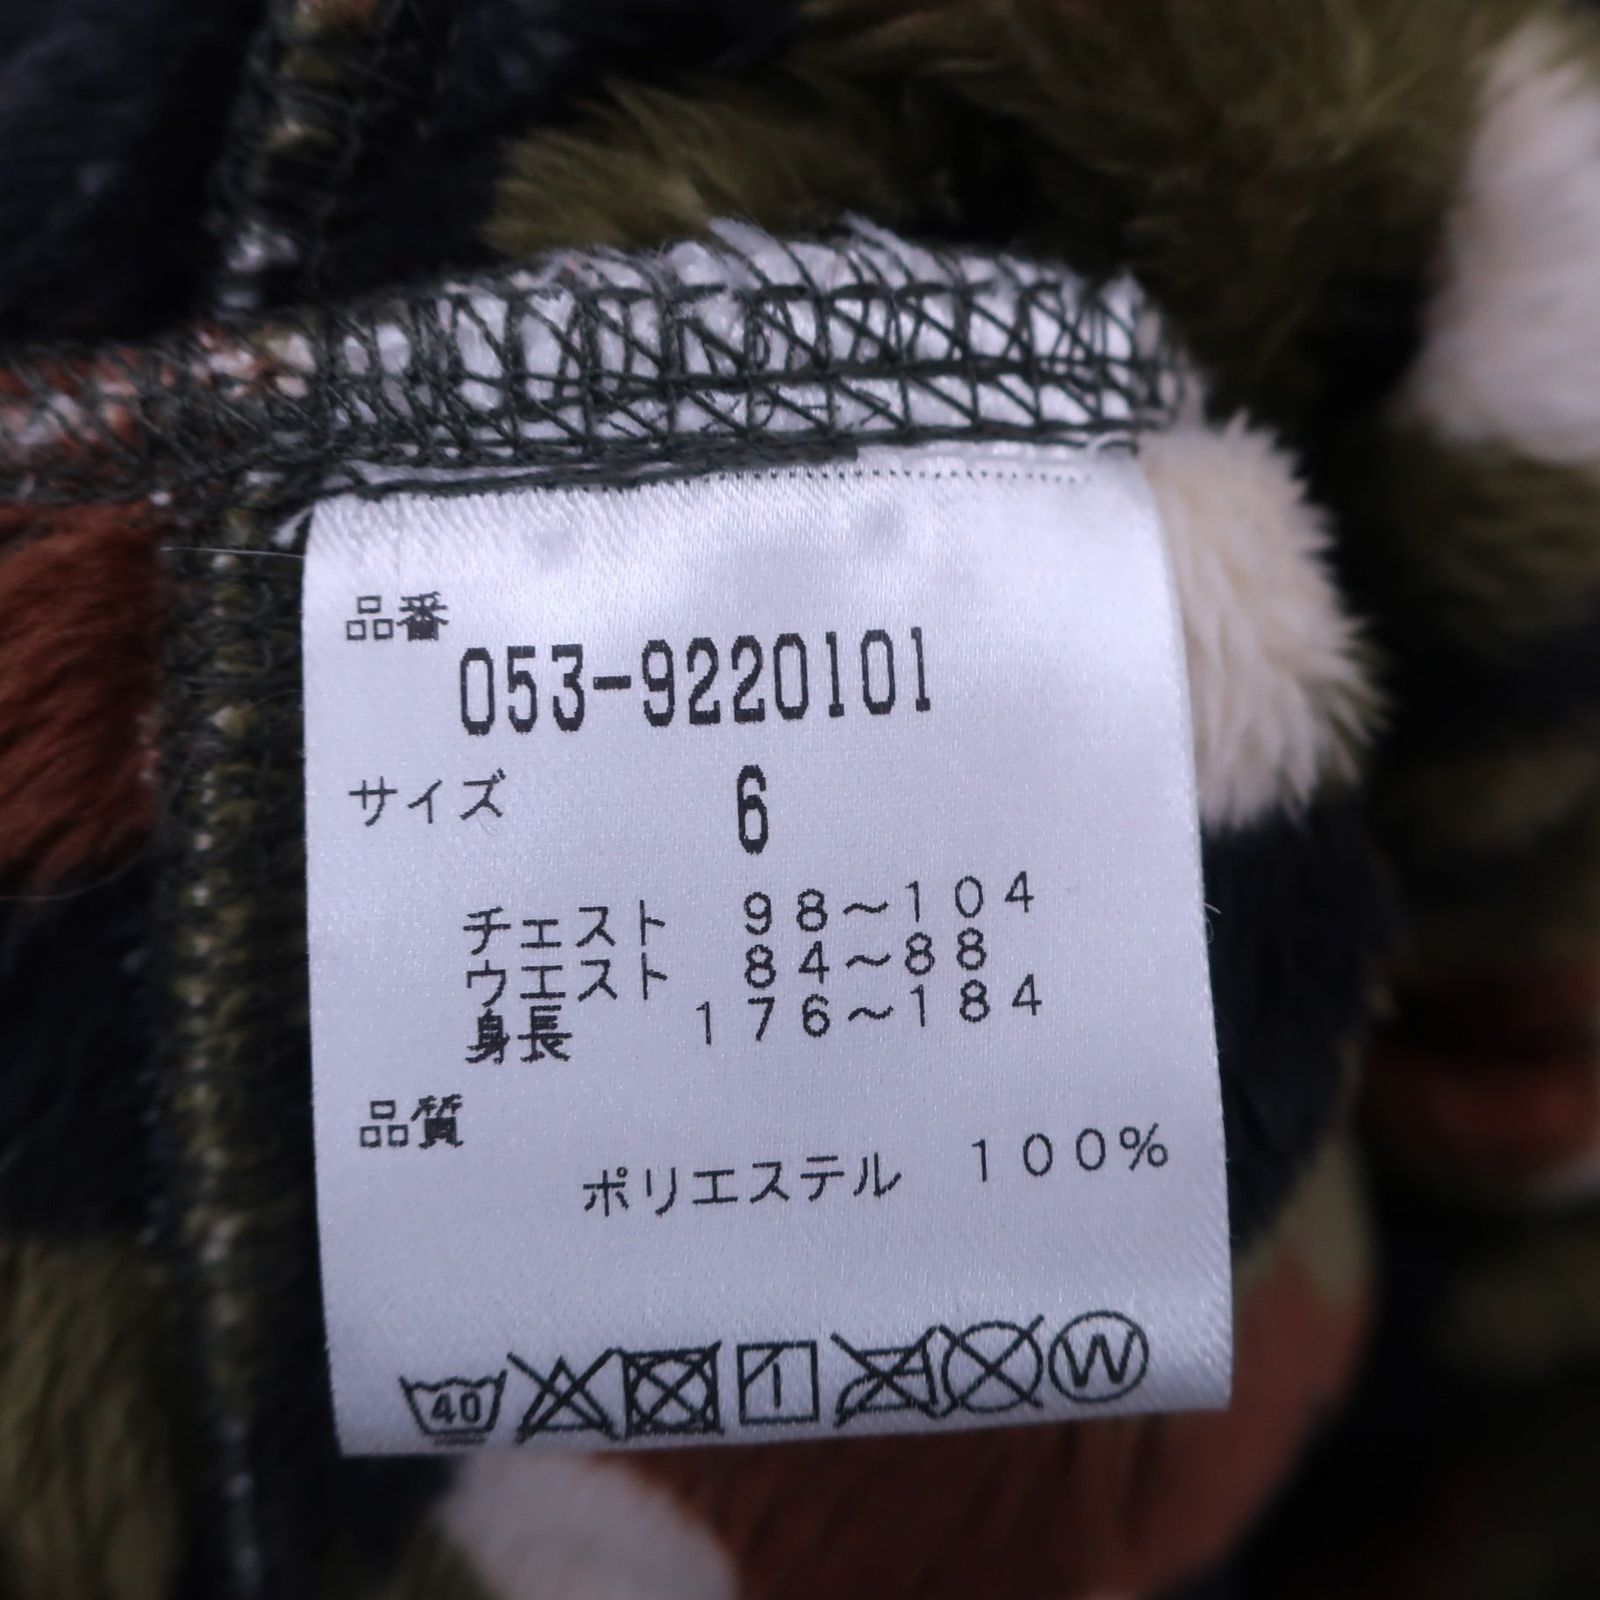 品番
053-9220101
サイズ 6
チェスト 98～104
ウエスト 84～88
身長 176～184
品質
ポリエステル 100%
40 W